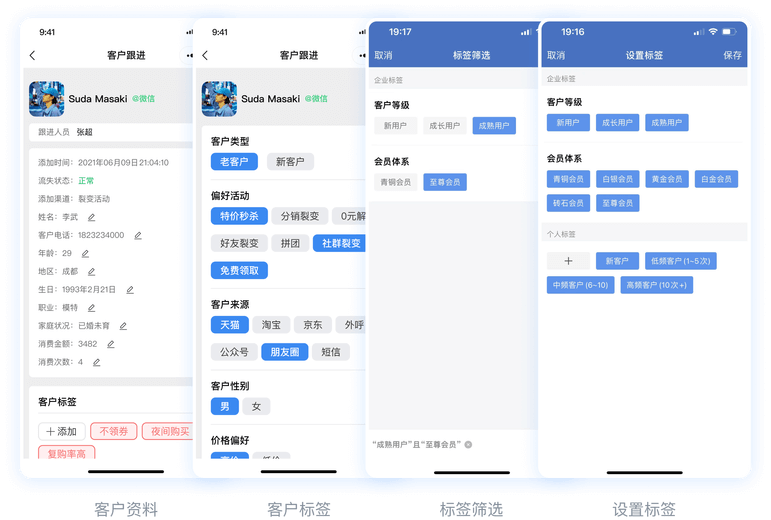 9:41
客户跟进
Suda Masaki @微信
跟进人员 张超
添加时间: 2021年06月09日21:04:10
流失状态: 正常
添加渠道: 裂变活动
姓名: 李武
客户电话: 1823234000
年龄: 29
地区: 成都
生日: 1993年2月21日
职业: 模特
家庭状况: 已婚未育
消费金额: 3482
消费次数: 4
客户标签
+添加 不领券 夜间购买
复购率高
客户资料
9:41
客户跟进
Suda Masaki @微信
客户类型
老客户 新客户
偏好活动
特价秒杀 分销裂变 0元解
好友裂变 拼团 社群裂变
免费领取
客户来源
天猫 淘宝 京东 外呼
公众号 朋友圈 短信
客户性别
男 女
价格偏好
客户标签
19:17
取消 标签筛选
企业标签
客户等级
新用户 成长用户 成熟用户
会员体系
青铜会员 至尊会员
“成熟用户”且“至尊会员”
标签筛选
19:16
取消 设置标签 保存
企业标签
客户等级
新用户 成长用户 成熟用户
会员体系
青铜会员 白银会员 黄金会员 白金会员
砖石会员 至尊会员
个人标签
+ 新客户 低频客户(1~5次)
中频客户(6~10) 高频客户(10次+)
设置标签